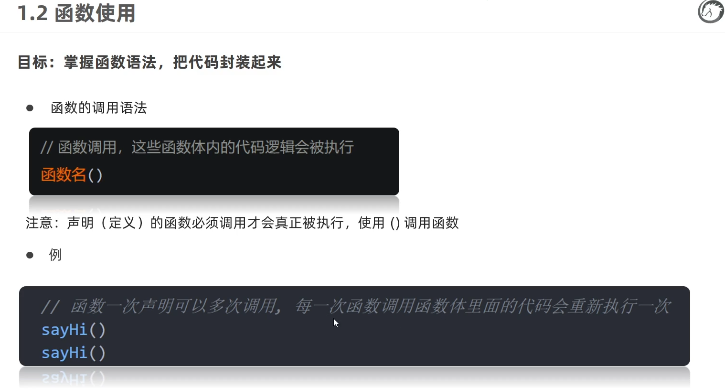 1.2 函数使用
目标：掌握函数语法，把代码封装起来
● 函数的调用语法
// 函数调用，这些函数体内的代码逻辑会被执行
函数名()
注意：声明（定义）的函数必须调用才会真正被执行，使用 () 调用函数
● 例
// 函数一次声明可以多次调用, 每一次函数调用函数体里面的代码会重新执行一次
sayHi()
sayHi()